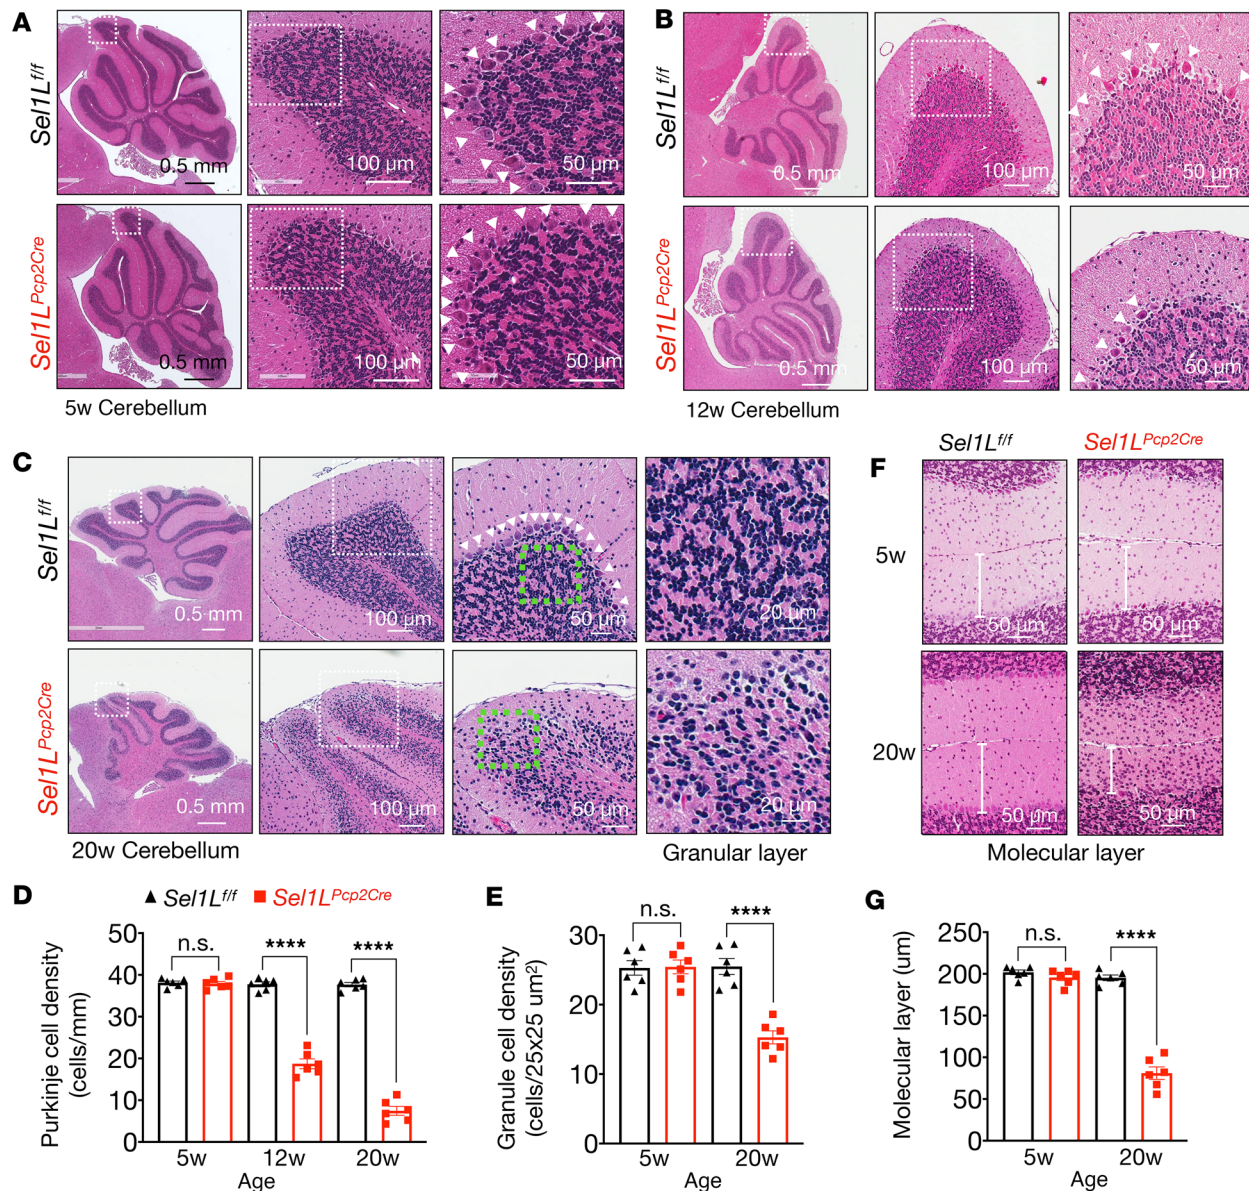 A
Sel1L^f/f
0.5 mm
100 µm
50 µm
Sel1L^Pcp2Cre
0.5 mm
100 µm
50 µm
5w Cerebellum
B
Sel1L^f/f
0.5 mm
100 µm
50 µm
Sel1L^Pcp2Cre
0.5 mm
100 µm
50 µm
12w Cerebellum
C
Sel1L^f/f
0.5 mm
100 µm
50 µm
20 µm
Sel1L^Pcp2Cre
0.5 mm
100 µm
50 µm
20 µm
20w Cerebellum
Granular layer
F
Sel1L^f/f
Sel1L^Pcp2Cre
5w
50 µm
50 µm
20w
50 µm
50 µm
Molecular layer
D
▲ Sel1L^f/f ■ Sel1L^Pcp2Cre
Purkinje cell density
(cells/mm)
50
40
30
20
10
0
n.s.
****
****
5w 12w 20w
Age
E
Granule cell density
(cells/25x25 um²)
30
20
10
0
n.s.
****
5w 20w
Age
G
Molecular layer (um)
250
200
150
100
50
0
n.s.
****
5w 20w
Age